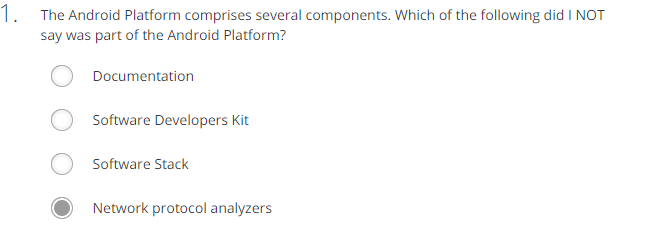 1. The Android Platform comprises several components. Which of the following did I NOT
say was part of the Android Platform?
Documentation
Software Developers Kit
Software Stack
Network protocol analyzers